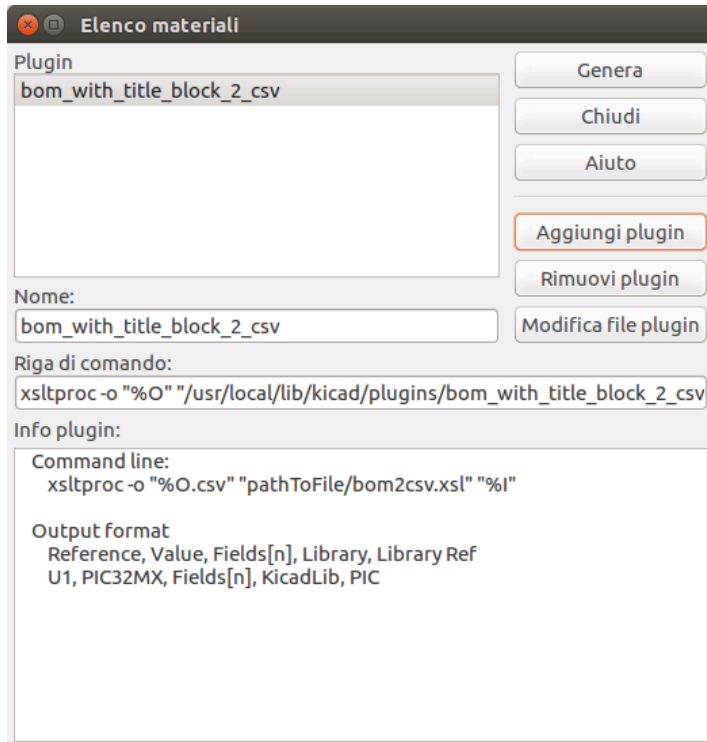 Elenco materiali
Plugin
bom_with_title_block_2_csv
Genera
Chiudi
Aiuto
Aggiungi plugin
Rimuovi plugin
Modifica file plugin
Nome:
bom_with_title_block_2_csv
Riga di comando:
xsltproc -o "%O" "/usr/local/lib/kicad/plugins/bom_with_title_block_2_csv
Info plugin:
Command line:
xsltproc -o "%O.csv" "pathToFile/bom2csv.xsl" "%I"
Output format
Reference, Value, Fields[n], Library, Library Ref
U1, PIC32MX, Fields[n], KicadLib, PIC